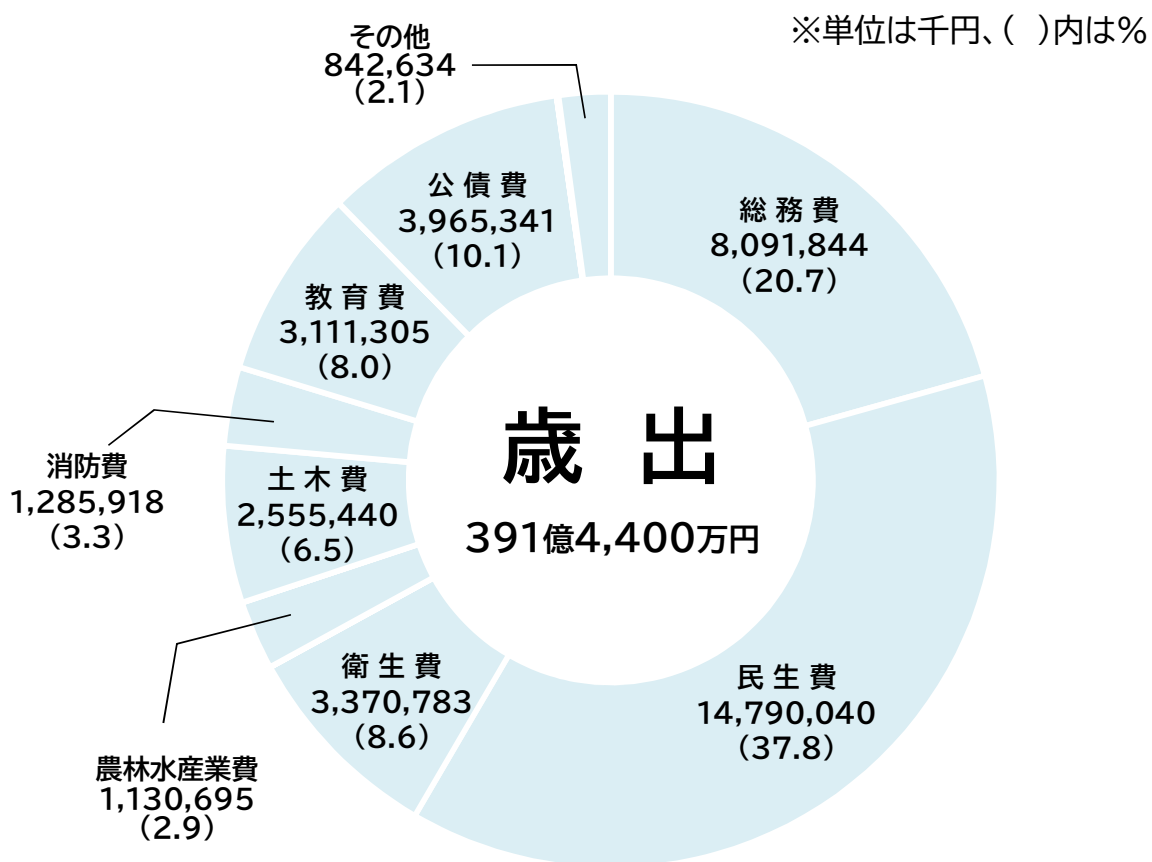 ※単位は千円、( )内は%
その他
842,634
(2.1)
総務費
8,091,844
(20.7)
民生費
14,790,040
(37.8)
衛生費
3,370,783
(8.6)
農林水産業費
1,130,695
(2.9)
土木費
2,555,440
(6.5)
消防費
1,285,918
(3.3)
教育費
3,111,305
(8.0)
公債費
3,965,341
(10.1)
歳出
391億4,400万円